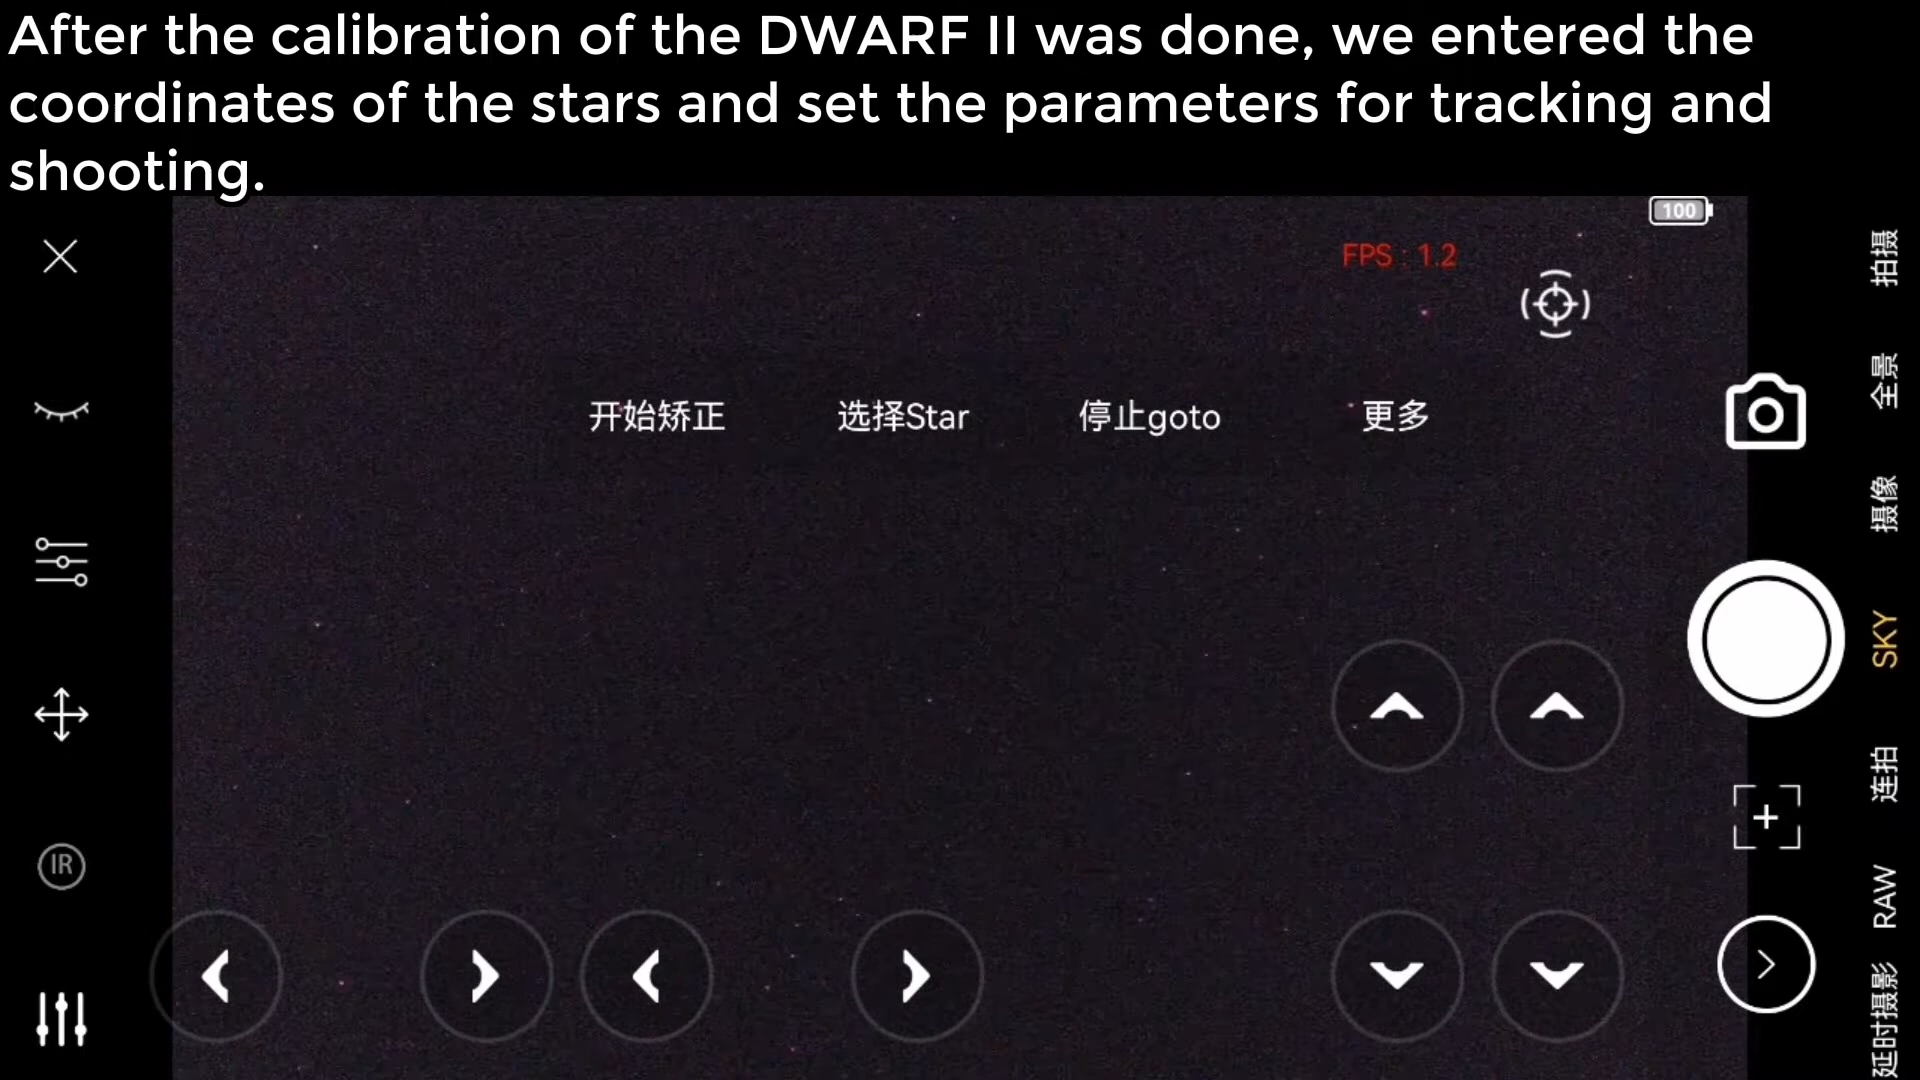 After the calibration of the DWARF II was done, we entered the
coordinates of the stars and set the parameters for tracking and
shooting.
100
FPS : 1.2
开始矫正 选择Star 停止goto 更多
IR
拍摄
全景
摄像
SKY
连拍
RAW
延时摄影